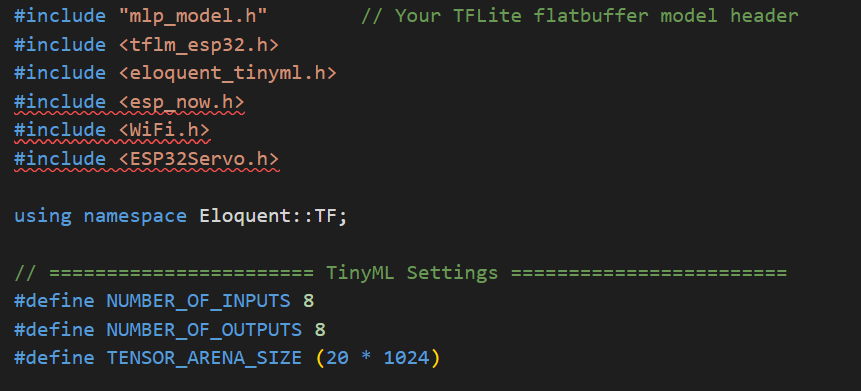 #include "mlp_model.h"        // Your TFLite flatbuffer model header
#include <tflm_esp32.h>
#include <eloquent_tinyml.h>
#include <esp_now.h>
#include <WiFi.h>
#include <ESP32Servo.h>
using namespace Eloquent::TF;
// ======================= TinyML Settings ========================
#define NUMBER_OF_INPUTS 8
#define NUMBER_OF_OUTPUTS 8
#define TENSOR_ARENA_SIZE (20 * 1024)